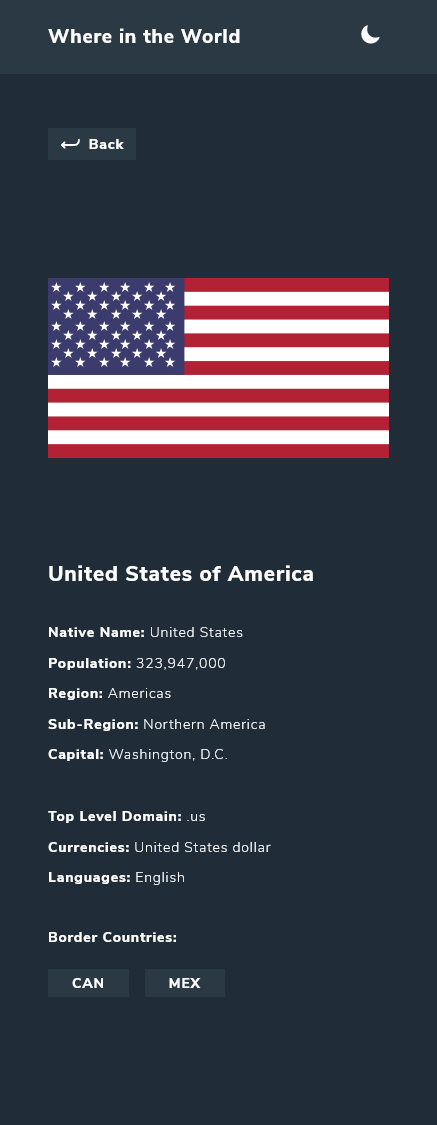 Where in the World
Back
United States of America
Native Name: United States
Population: 323,947,000
Region: Americas
Sub-Region: Northern America
Capital: Washington, D.C.
Top Level Domain: .us
Currencies: United States dollar
Languages: English
Border Countries:
CAN MEX